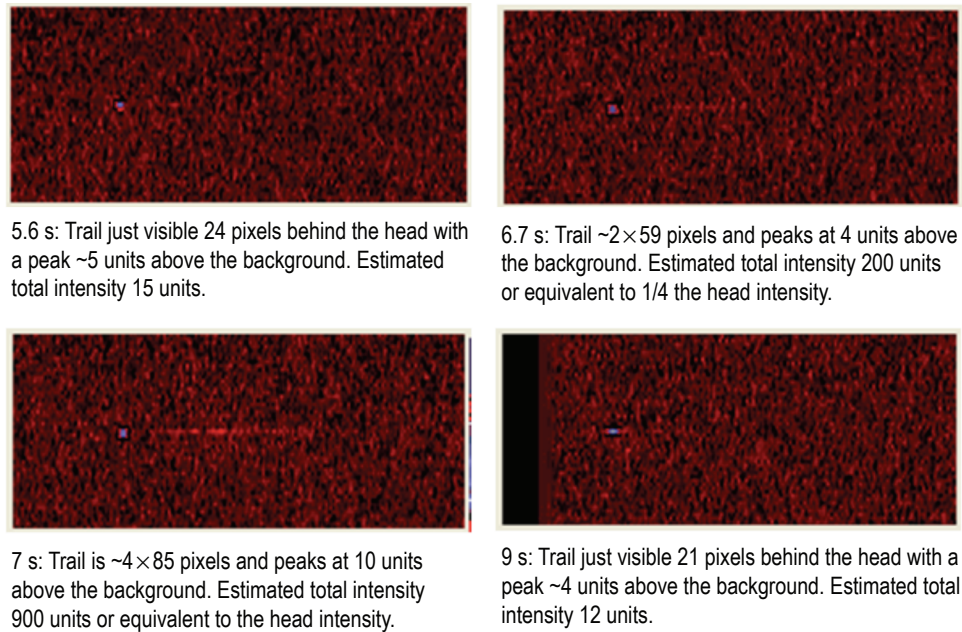 5.6 s: Trail just visible 24 pixels behind the head with
a peak ~5 units above the background. Estimated
total intensity 15 units.
6.7 s: Trail ~2×59 pixels and peaks at 4 units above
the background. Estimated total intensity 200 units
or equivalent to 1/4 the head intensity.
7 s: Trail is ~4×85 pixels and peaks at 10 units
above the background. Estimated total intensity
900 units or equivalent to the head intensity.
9 s: Trail just visible 21 pixels behind the head with a
peak ~4 units above the background. Estimated total
intensity 12 units.